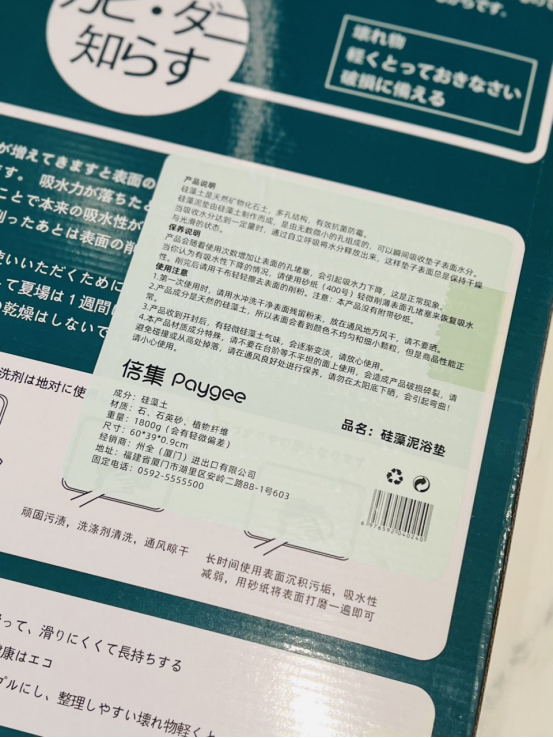 カビ・ダニ
知らす
からです。
壊れ物
軽くとっておきなさい
破損に備える
が増えてきますと表面の
ます。吸水力が落ちたと
ことで本来の吸水性が
削ったあとは表面の削
使いいただくために
て夏場は1週間
の乾燥はしないで
洗剤は地対に使
产品说明
硅藻土是天然矿物化石土，多孔结构，有效抗菌防霉。
硅藻泥垫由硅藻土制作而成，是由无数微小的孔组成的，可以瞬间吸收垫子表面水分。
当吸收水分达到一定量时，通过自立呼吸将水分释放出来，这样垫子表面总是保持干燥
与光滑的状态。
保养说明
产品会随着使用次数增加让表面的孔堵塞，会引起吸水力下降，这是正常现象。
当你认为有吸水性下降的情况，请使用砂纸（400号）轻微削薄表面孔堵塞来恢复吸水
性。削完后请用干布轻轻擦去表面的削粉。注意：本产品没有附带砂纸。
使用注意
1.第一次使用时，请用水冲洗干净表面残留粉末，放在通风地方风干，请不要晒。
2.产品成分是天然的硅藻土，所以表面会看到颜色不均匀和细小颗粒，但是商品性能正
常。
3.产品收到开封后，有轻微硅藻土气味，会逐渐变淡，请放心使用。
4.本产品材质成分特殊，请不要在台阶等不平坦的面上使用，会造成产品破损碎裂，请
避免碰撞或从高处掉落，请在通风良好处进行保养，请勿在太阳底下晒，会引起弯曲！
请小心使用。
倍集 Paygee
成分：硅藻土
材质：石、石英砂、植物纤维
重量：1800g（会有轻微偏差）
尺寸：60*39*0.9cm
经销商：州全（厦门）进出口有限公司
地址：福建省厦门市湖里区安岭二路88-1号603
固定电话：0592-5555500
品名：硅藻泥浴垫
顽固污渍，洗涤剂清洗，通风晾干
长时间使用表面沉积污垢，吸水性
减弱，用砂纸将表面打磨一遍即可
って、滑りにくくて長持ちする
健康はエコ
プルにし、整理しやすい壊れ物軽くと